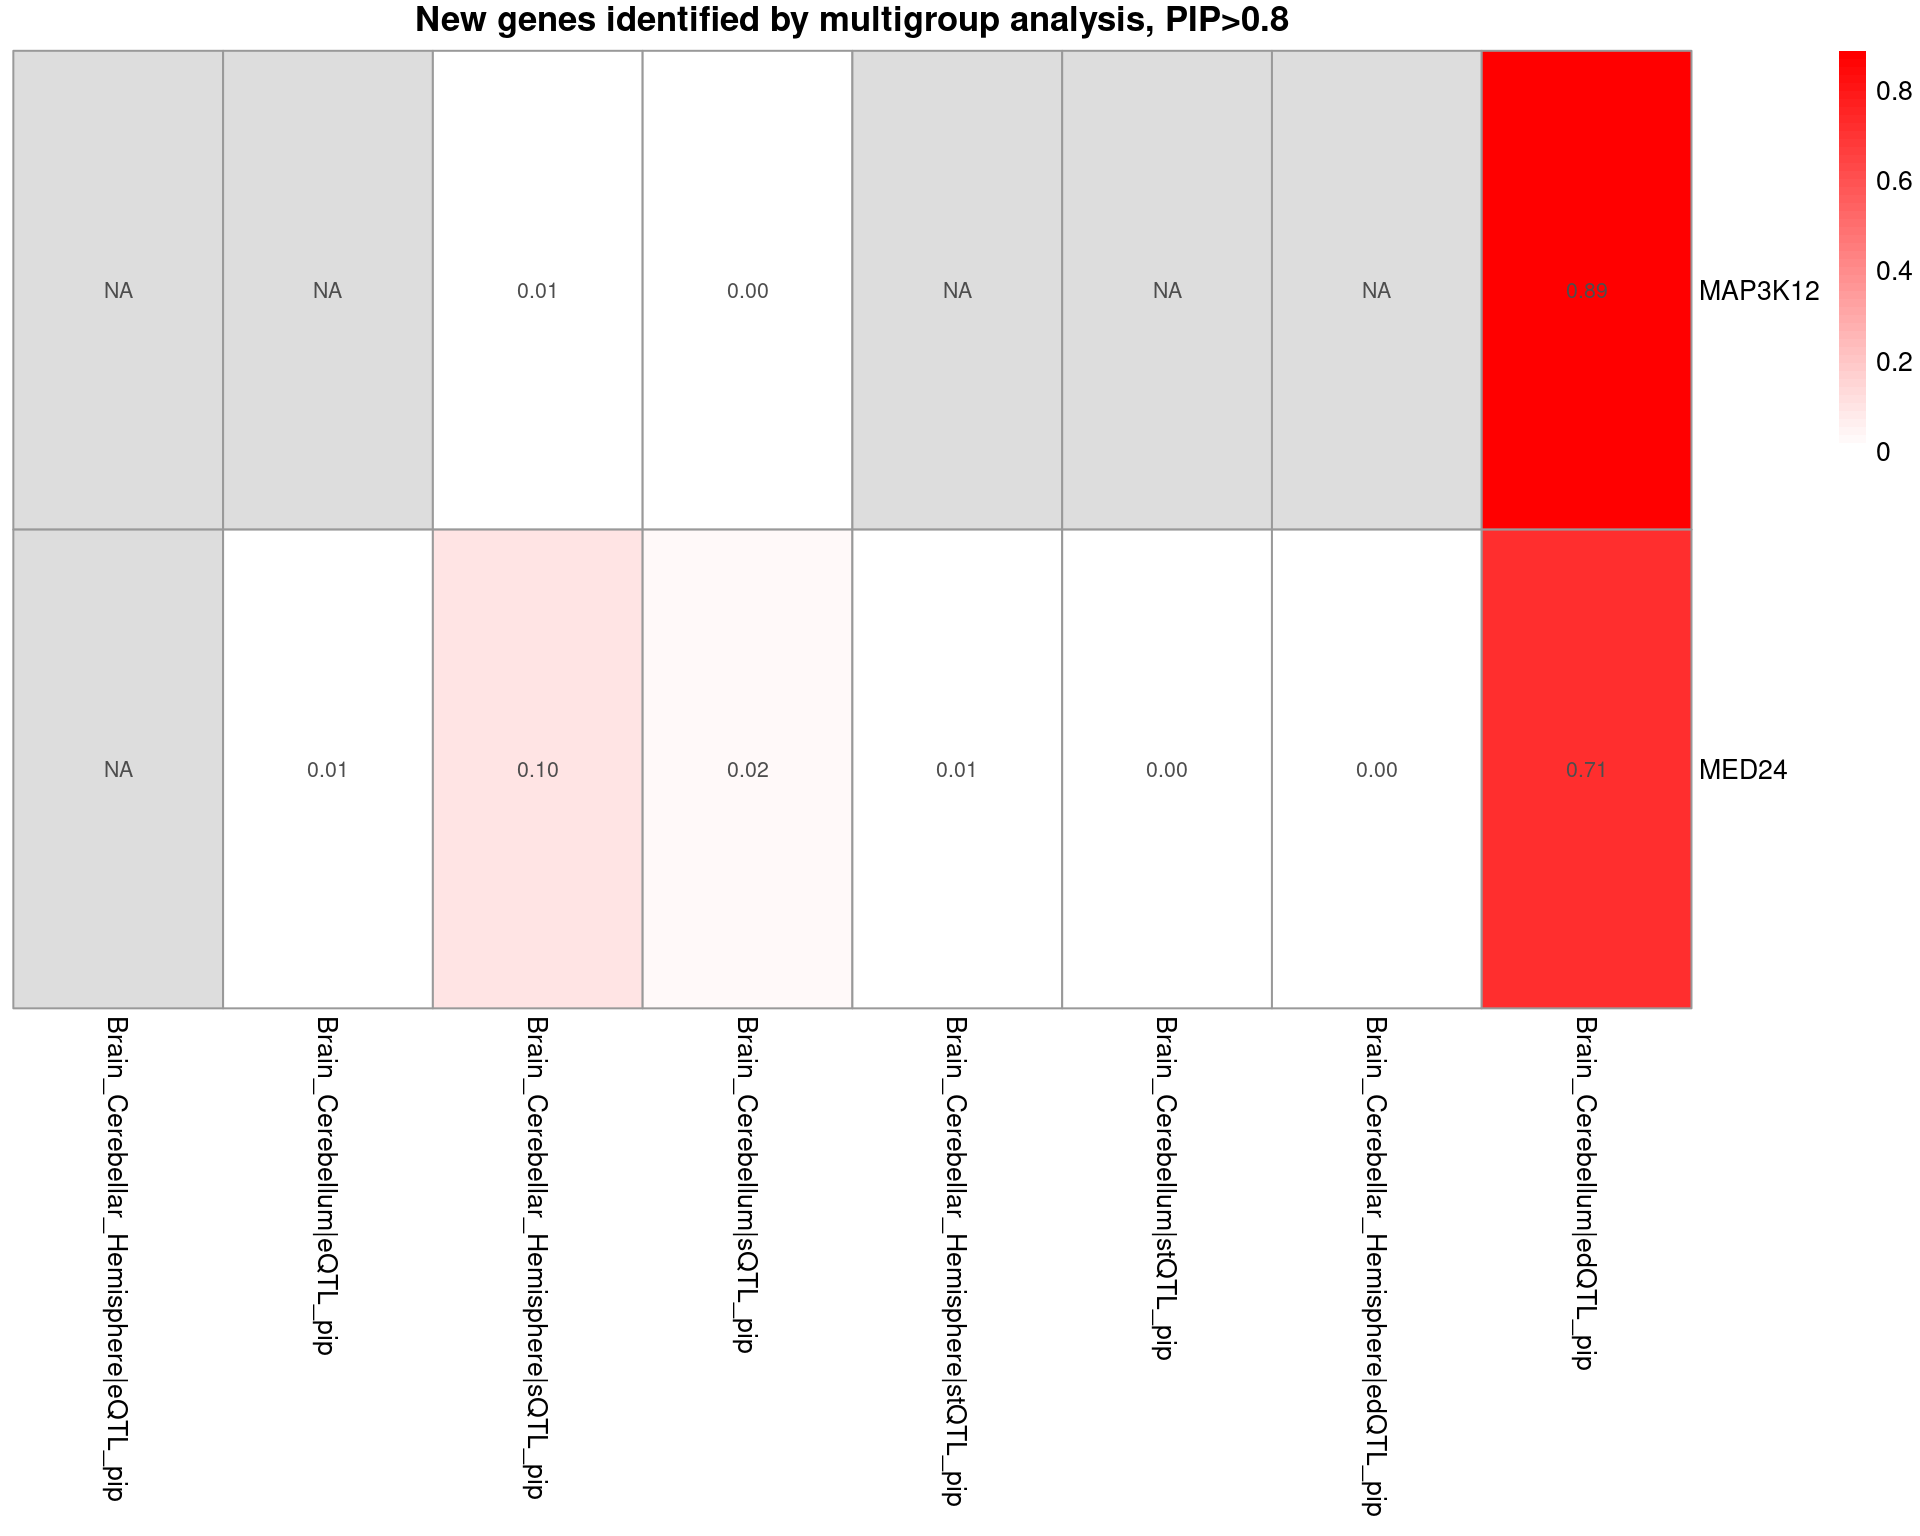 New genes identified by multigroup analysis, PIP>0.8
NA NA 0.01 0.00 NA NA NA 0.89 MAP3K12
NA 0.01 0.10 0.02 0.01 0.00 0.00 0.71 MED24
0.8
0.6
0.4
0.2
0
Brain_Cerebellar_Hemisphere|eQTL_pip
Brain_Cerebellum|eQTL_pip
Brain_Cerebellar_Hemisphere|sQTL_pip
Brain_Cerebellum|sQTL_pip
Brain_Cerebellar_Hemisphere|stQTL_pip
Brain_Cerebellum|stQTL_pip
Brain_Cerebellar_Hemisphere|edQTL_pip
Brain_Cerebellum|edQTL_pip